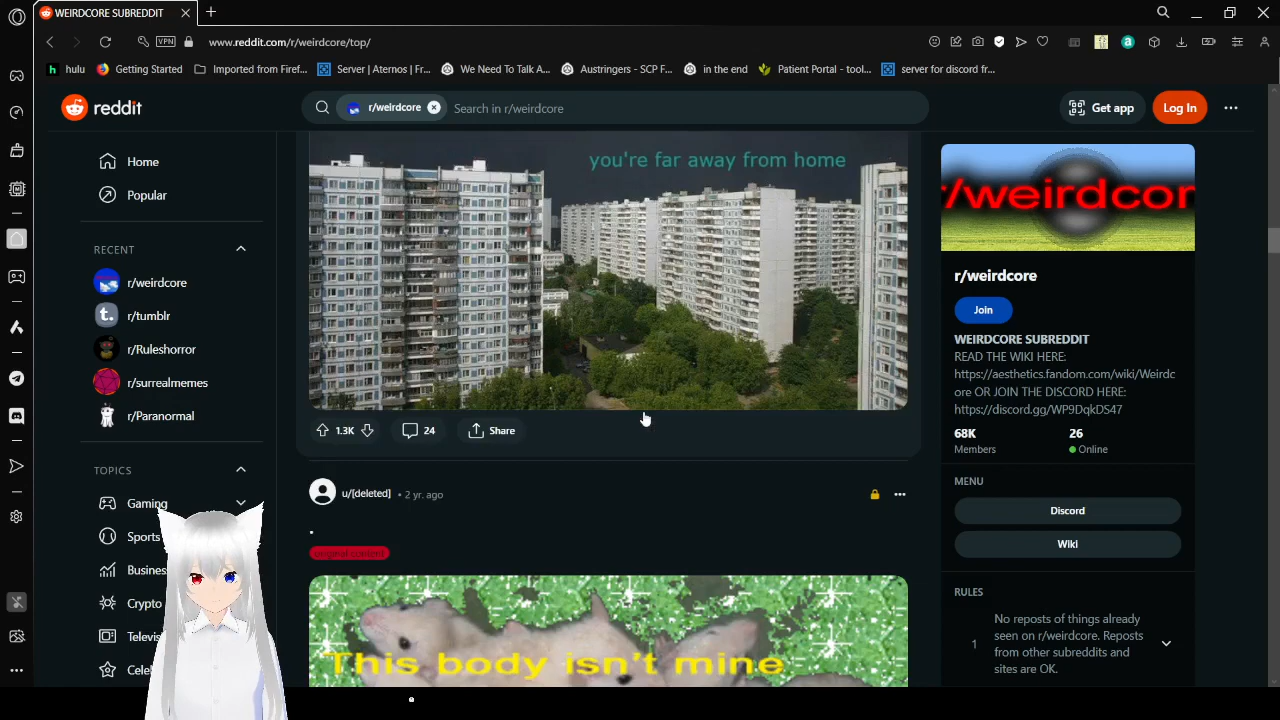 WEIRDCORE SUBREDDIT
VPN
www.reddit.com/r/weirdcore/top/
hulu
Getting Started
Imported from Firef...
Server | Aternos | Fr...
We Need To Talk A...
Austringers - SCP F...
in the end
Patient Portal - tool...
server for discord fr...
reddit
r/weirdcore
Search in r/weirdcore
Get app
Log In
Home
Popular
RECENT
r/weirdcore
r/tumblr
r/Ruleshorror
r/surrealmemes
r/Paranormal
TOPICS
Gaming
Sports
Crypto
you're far away from home
1.3K
24
Share
u/[deleted] • 2 yr. ago
.
original content
This body isn't mine
r/weirdcor
r/weirdcore
Join
WEIRDCORE SUBREDDIT
READ THE WIKI HERE:
https://aesthetics.fandom.com/wiki/Weirdc
ore OR JOIN THE DISCORD HERE:
https://discord.gg/WP9DqkDS47
68K
Members
26
Online
MENU
Discord
Wiki
RULES
1
No reposts of things already
seen on r/weirdcore. Reposts
from other subreddits and
sites are OK.